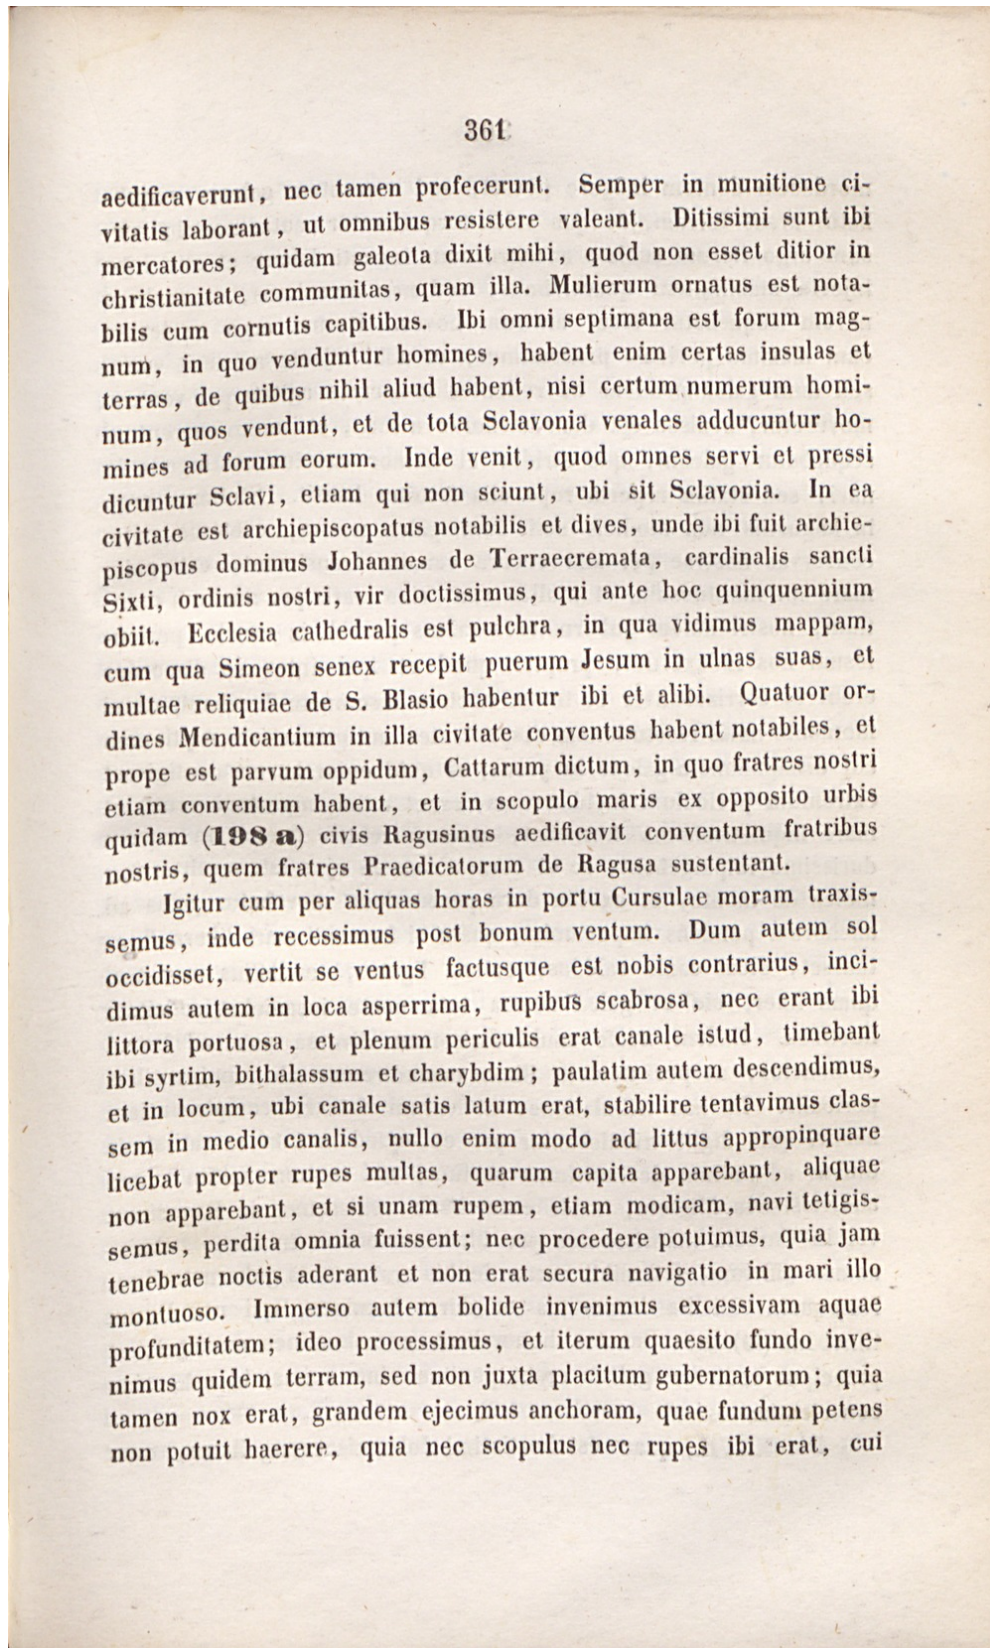 361
aedificaverunt, nec tamen profecerunt. Semper in munitione ci-
vitatis laborant, ut omnibus resistere valeant. Ditissimi sunt ibi
mercatores; quidam galeota dixit mihi, quod non esset ditior in
christianitate communitas, quam illa. Mulierum ornatus est nota-
bilis cum cornutis capitibus. Ibi omni septimana est forum mag-
num, in quo venduntur homines, habent enim certas insulas et
terras, de quibus nihil aliud habent, nisi certum numerum homi-
num, quos vendunt, et de tota Sclavonia venales adducuntur ho-
mines ad forum eorum. Inde venit, quod omnes servi et pressi
dicuntur Sclavi, etiam qui non sciunt, ubi sit Sclavonia. In ea
civitate est archiepiscopatus notabilis et dives, unde ibi fuit archie-
piscopus dominus Johannes de Terraecremata, cardinalis sancti
Sixti, ordinis nostri, vir doctissimus, qui ante hoc quinquennium
obiit. Ecclesia cathedralis est pulchra, in qua vidimus mappam,
cum qua Simeon senex recepit puerum Jesum in ulnas suas, et
multae reliquiae de S. Blasio habentur ibi et alibi. Quatuor or-
dines Mendicantium in illa civitate conventus habent notabiles, et
prope est parvum oppidum, Cattarum dictum, in quo fratres nostri
etiam conventum habent, et in scopulo maris ex opposito urbis
quidam (198 a) civis Ragusinus aedificavit conventum fratribus
nostris, quem fratres Praedicatorum de Ragusa sustentant.
Igitur cum per aliquas horas in portu Cursulae moram traxis-
semus, inde recessimus post bonum ventum. Dum autem sol
occidisset, vertit se ventus factusque est nobis contrarius, inci-
dimus autem in loca asperrima, rupibus scabrosa, nec erant ibi
littora portuosa, et plenum periculis erat canale istud, timebant
ibi syrtim, bithalassum et charybdim; paulatim autem descendimus,
et in locum, ubi canale satis latum erat, stabilire tentavimus clas-
sem in medio canalis, nullo enim modo ad littus appropinquare
licebat propter rupes multas, quarum capita apparebant, aliquae
non apparebant, et si unam rupem, etiam modicam, navi tetigis-
semus, perdita omnia fuissent; nec procedere potuimus, quia jam
tenebrae noctis aderant et non erat secura navigatio in mari illo
montuoso. Immerso autem bolide invenimus excessivam aquae
profunditatem; ideo processimus, et iterum quaesito fundo inve-
nimus quidem terram, sed non juxta placitum gubernatorum; quia
tamen nox erat, grandem ejecimus anchoram, quae fundum petens
non potuit haerere, quia nec scopulus nec rupes ibi erat, cui